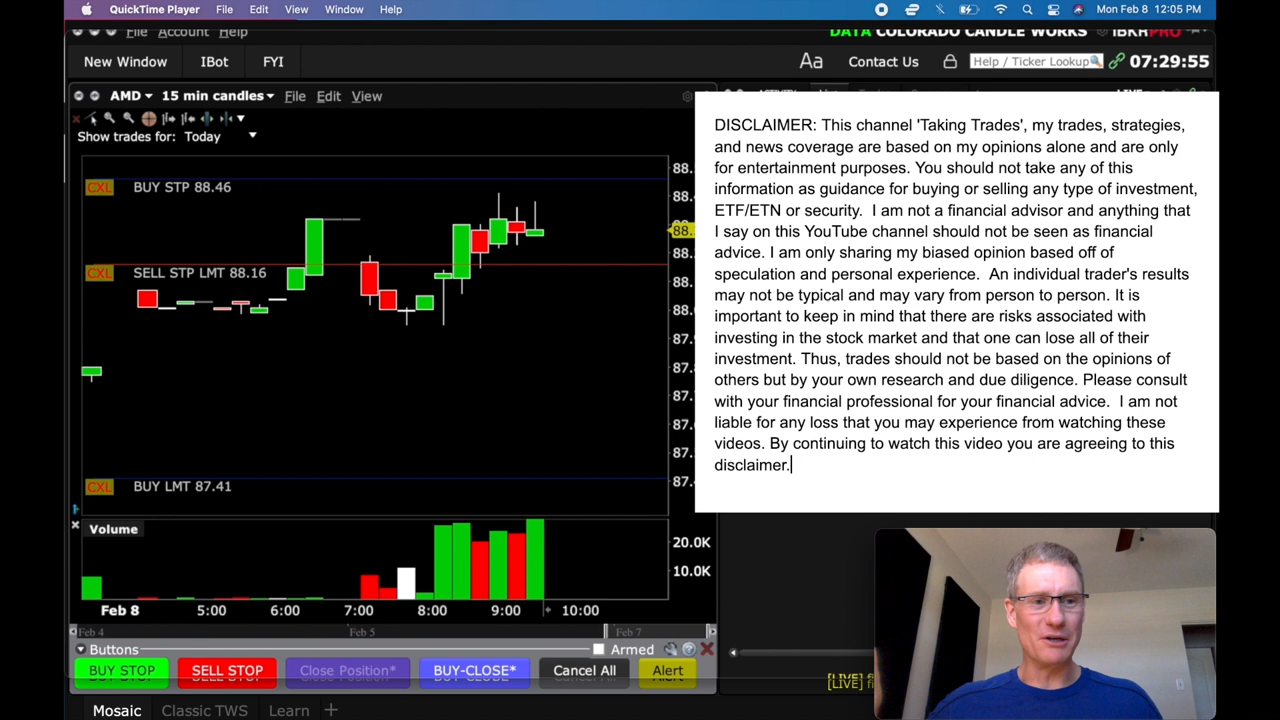 QuickTime Player File Edit View Window Help Mon Feb 8 12:05 PM
File Account Help DATA COLORADO CANDLE WORKS IBKRPRO
New Window IBot FYI Aa Contact Us Help / Ticker Lookup 07:29:55
AMD 15 min candles File Edit View
Show trades for: Today
CXL BUY STP 88.46
CXL SELL STP LMT 88.16
CXL BUY LMT 87.41
DISCLAIMER: This channel 'Taking Trades', my trades, strategies,
and news coverage are based on my opinions alone and are only
for entertainment purposes. You should not take any of this
information as guidance for buying or selling any type of investment,
ETF/ETN or security. I am not a financial advisor and anything that
I say on this YouTube channel should not be seen as financial
advice. I am only sharing my biased opinion based off of
speculation and personal experience. An individual trader's results
may not be typical and may vary from person to person. It is
important to keep in mind that there are risks associated with
investing in the stock market and that one can lose all of their
investment. Thus, trades should not be based on the opinions of
others but by your own research and due diligence. Please consult
with your financial professional for your financial advice. I am not
liable for any loss that you may experience from watching these
videos. By continuing to watch this video you are agreeing to this
disclaimer.
Volume
20.0K
10.0K
Feb 8 5:00 6:00 7:00 8:00 9:00 10:00
Feb 4 Feb 5 Feb 7
Buttons Armed
BUY STOP SELL STOP Close Position* BUY-CLOSE* Cancel All Alert
[LIVE]
Mosaic Classic TWS Learn +